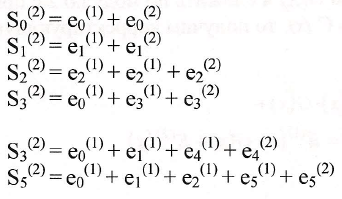 S₀⁽²⁾ = e₀⁽¹⁾ + e₀⁽²⁾
S₁⁽²⁾ = e₁⁽¹⁾ + e₁⁽²⁾
S₂⁽²⁾ = e₂⁽¹⁾ + e₁⁽¹⁾ + e₂⁽²⁾
S₃⁽²⁾ = e₀⁽¹⁾ + e₃⁽¹⁾ + e₃⁽²⁾
S₃⁽²⁾ = e₀⁽¹⁾ + e₁⁽¹⁾ + e₄⁽¹⁾ + e₄⁽²⁾
S₅⁽²⁾ = e₀⁽¹⁾ + e₁⁽¹⁾ + e₂⁽¹⁾ + e₅⁽¹⁾ + e₅⁽²⁾